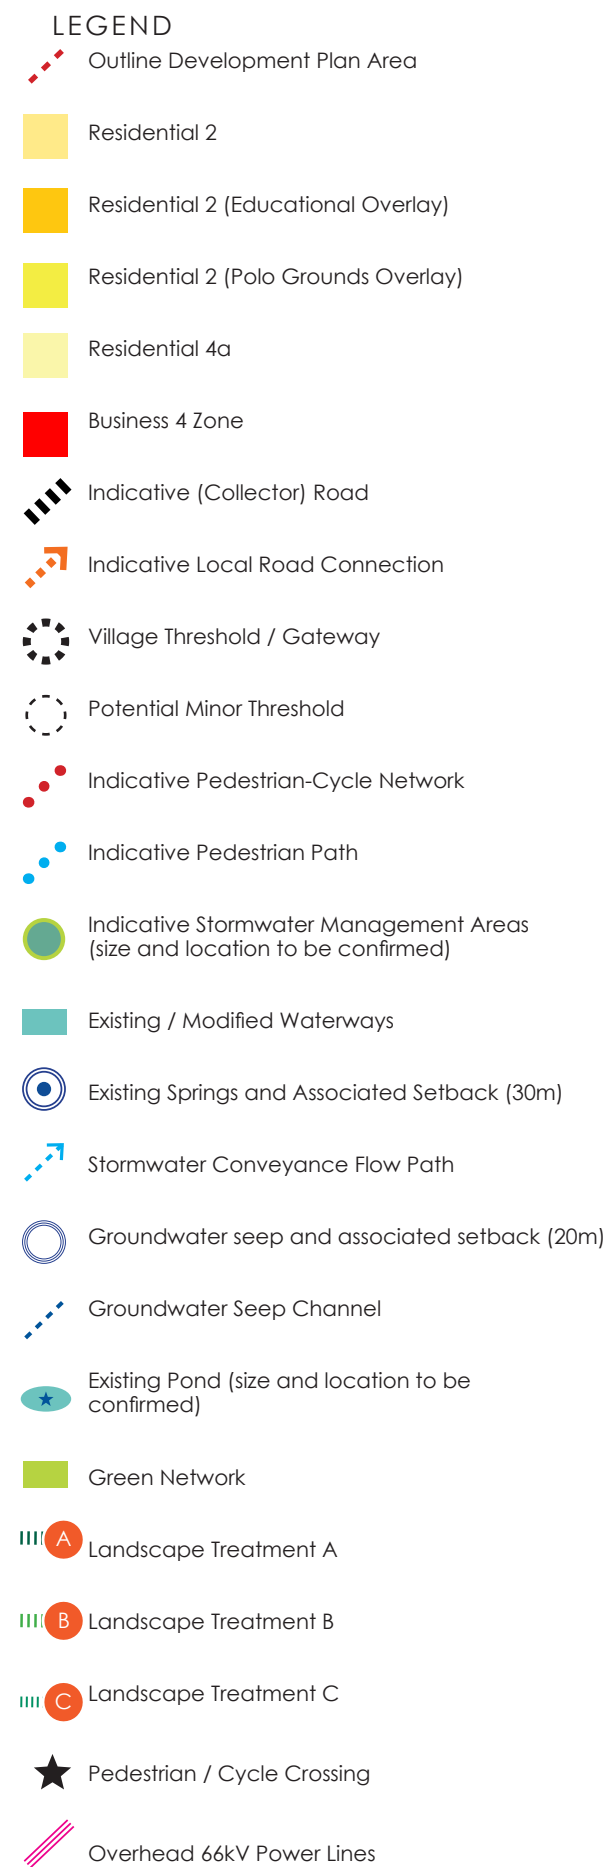 LEGEND
Outline Development Plan Area
Residential 2
Residential 2 (Educational Overlay)
Residential 2 (Polo Grounds Overlay)
Residential 4a
Business 4 Zone
Indicative (Collector) Road
Indicative Local Road Connection
Village Threshold / Gateway
Potential Minor Threshold
Indicative Pedestrian-Cycle Network
Indicative Pedestrian Path
Indicative Stormwater Management Areas
(size and location to be confirmed)
Existing / Modified Waterways
Existing Springs and Associated Setback (30m)
Stormwater Conveyance Flow Path
Groundwater seep and associated setback (20m)
Groundwater Seep Channel
Existing Pond (size and location to be
confirmed)
Green Network
A Landscape Treatment A
B Landscape Treatment B
C Landscape Treatment C
Pedestrian / Cycle Crossing
Overhead 66kV Power Lines